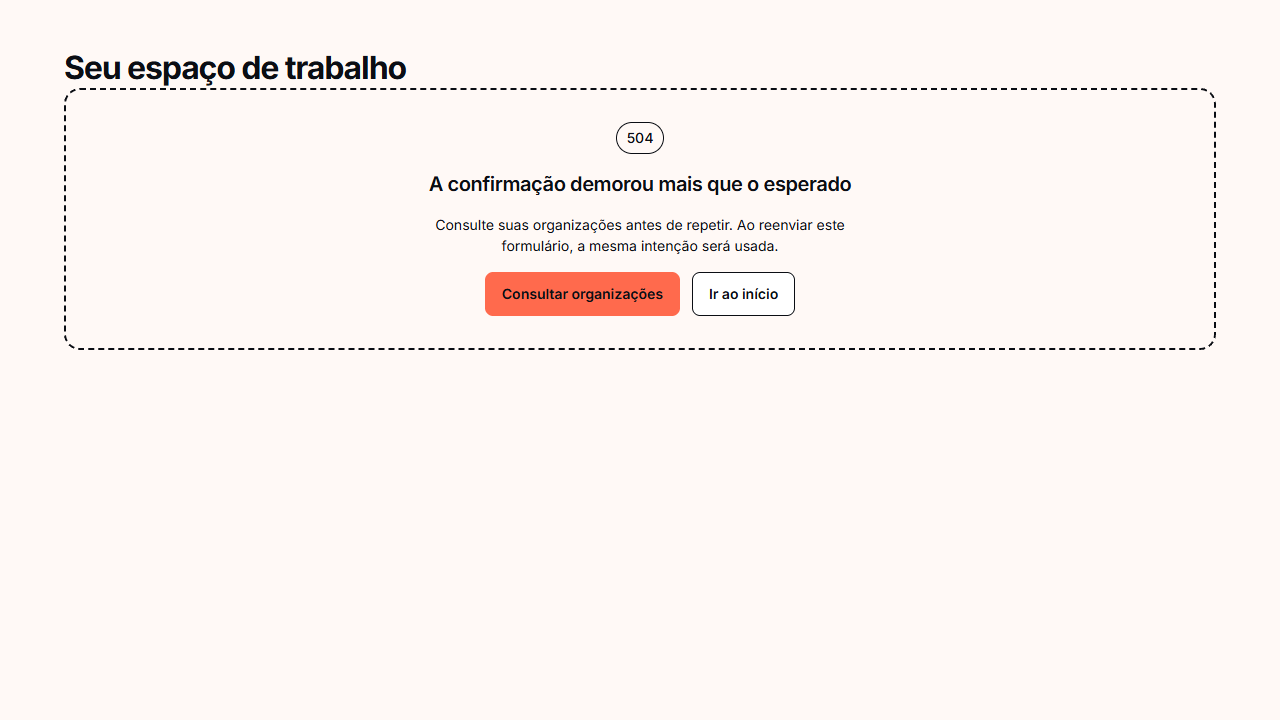 Seu espaço de trabalho
504
A confirmação demorou mais que o esperado
Consulte suas organizações antes de repetir. Ao reenviar este
formulário, a mesma intenção será usada.
Consultar organizações
Ir ao início